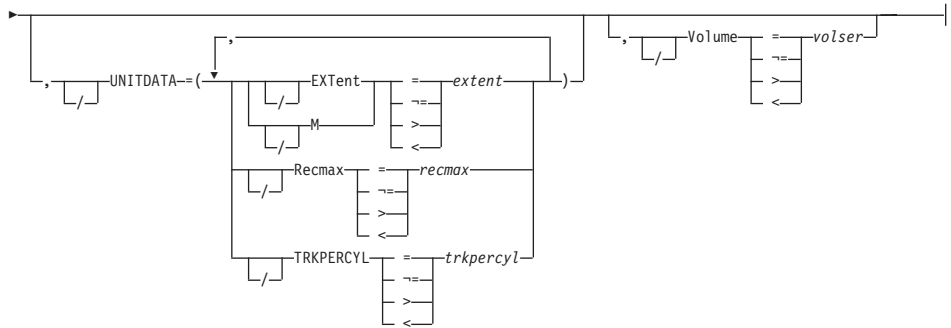 ,
, / Volume = volser
¬=
>
<
, / UNITDATA =( / EXTent = extent )
/ M ¬=
>
<
/ Recmax = recmax
¬=
>
<
/ TRKPERCYL = trkpercyl
¬=
>
<